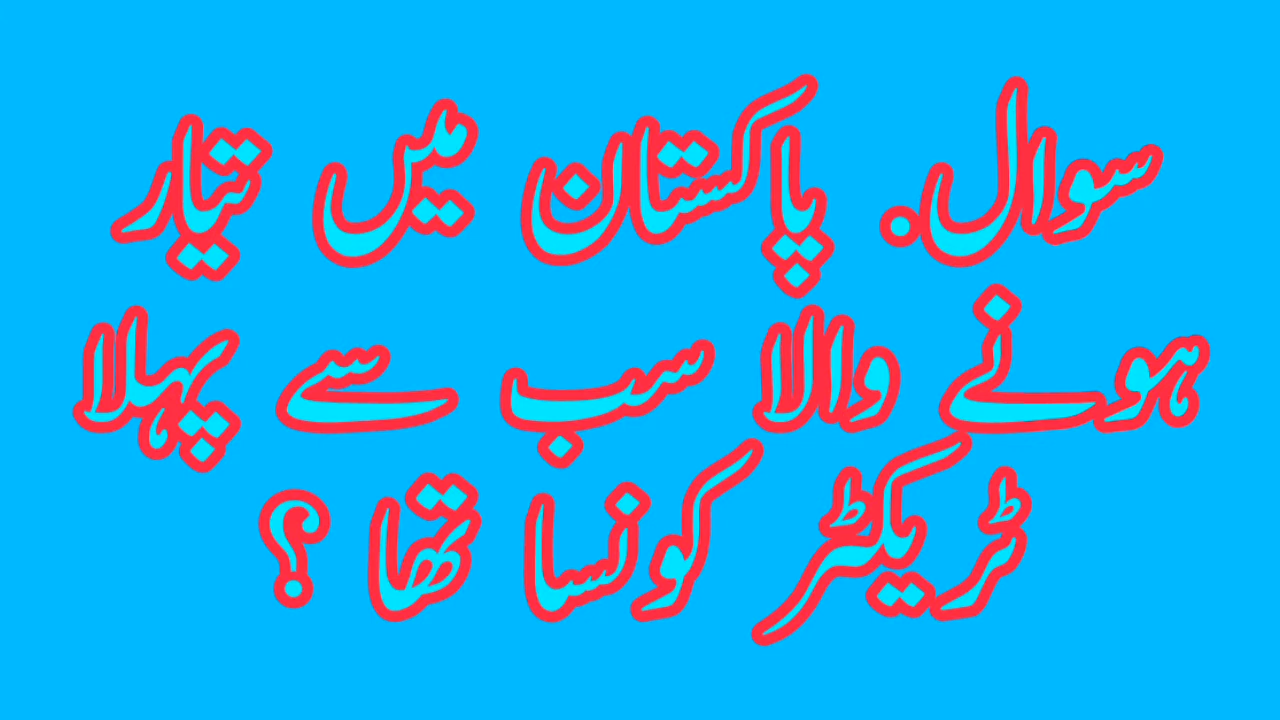 سوال. پاکستان میں تیار
ہونے والا سب سے پہلا
ٹریکٹر کونسا تھا ؟